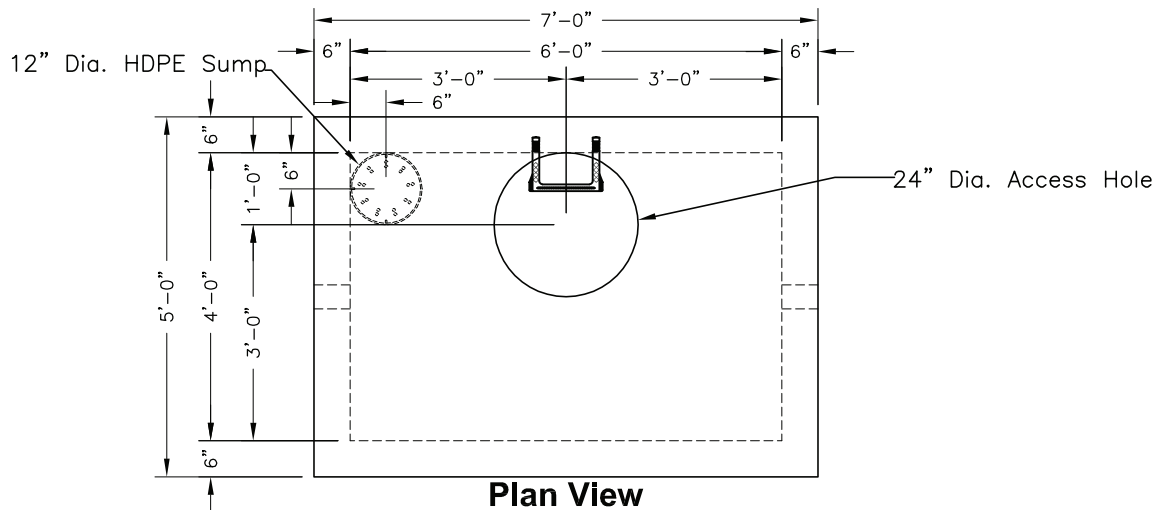 7'-0"
6" 6'-0" 6"
12" Dia. HDPE Sump
3'-0" 3'-0"
6"
6"
6"
1'-0"
24" Dia. Access Hole
5'-0"
4'-0"
3'-0"
6"
Plan View